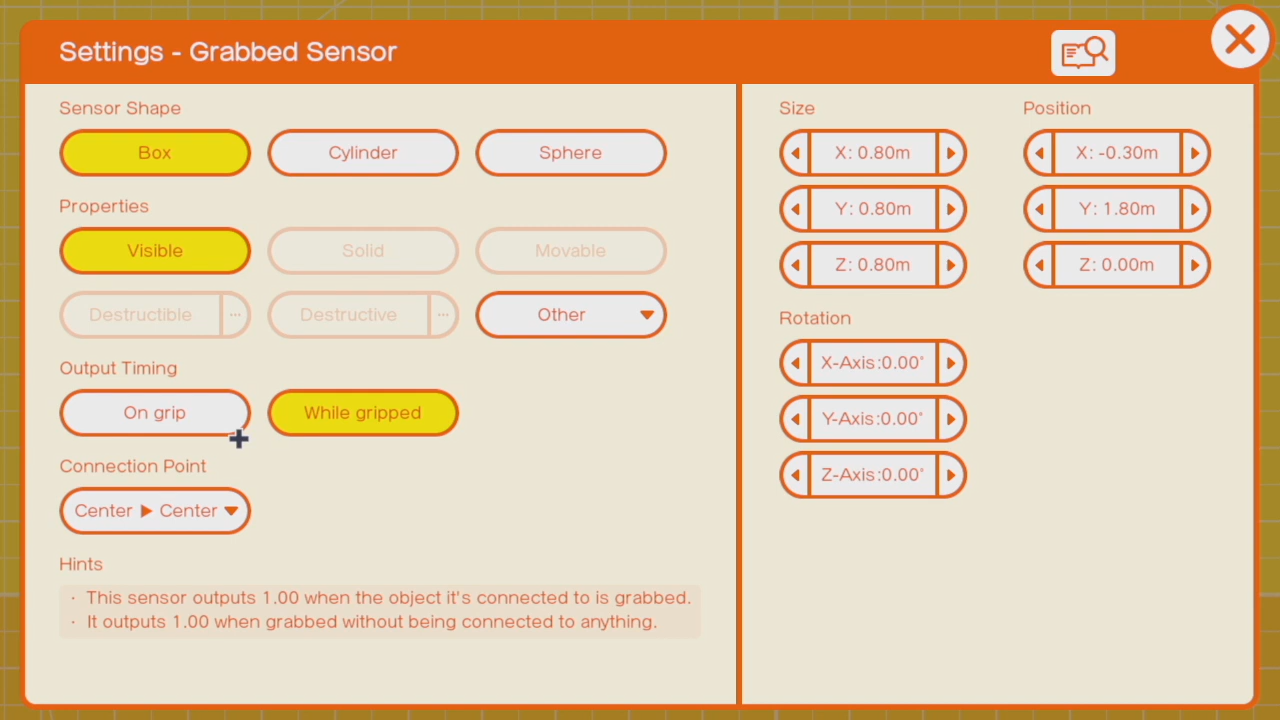 Settings - Grabbed Sensor
Sensor Shape
Box
Cylinder
Sphere
Properties
Visible
Solid
Movable
Destructible ...
Destructive ...
Other
Output Timing
On grip
While gripped
Connection Point
Center ▶ Center
Hints
· This sensor outputs 1.00 when the object it's connected to is grabbed.
· It outputs 1.00 when grabbed without being connected to anything.
Size
X: 0.80m
Y: 0.80m
Z: 0.80m
Position
X: -0.30m
Y: 1.80m
Z: 0.00m
Rotation
X-Axis:0.00°
Y-Axis:0.00°
Z-Axis:0.00°